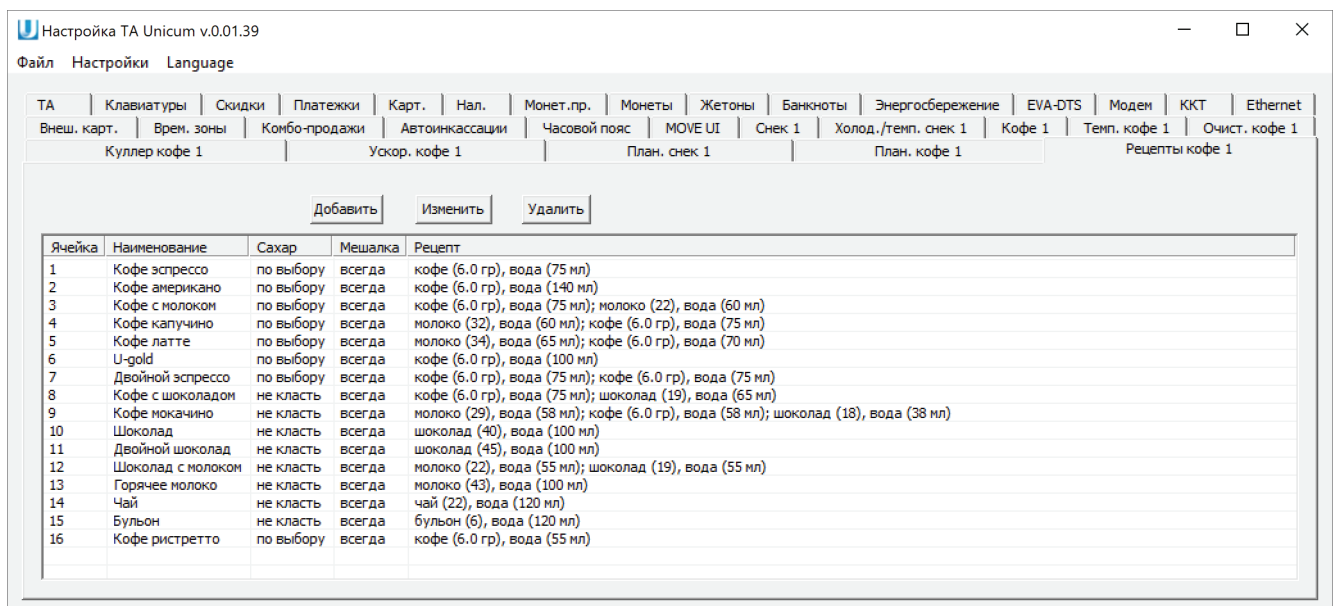 Настройка TA Unicum v.0.01.39
Файл Настройки Language
ТА Клавиатуры Скидки Платежки Карт. Нал. Монет.пр. Монеты Жетоны Банкноты Энергосбережение EVA-DTS Модем ККТ Ethernet
Внеш. карт. Врем. зоны Комбо-продажи Автоинкассации Часовой пояс MOVE UI Снек 1 Холод./темп. снек 1 Кофе 1 Темп. кофе 1 Очист. кофе 1
Куллер кофе 1 Ускор. кофе 1 План. снек 1 План. кофе 1 Рецепты кофе 1
Добавить Изменить Удалить
Ячейка Наименование Сахар Мешалка Рецепт
1 Кофе эспрессо по выбору всегда кофе (6.0 гр), вода (75 мл)
2 Кофе американо по выбору всегда кофе (6.0 гр), вода (140 мл)
3 Кофе с молоком по выбору всегда кофе (6.0 гр), вода (75 мл); молоко (22), вода (60 мл)
4 Кофе капучино по выбору всегда молоко (32), вода (60 мл); кофе (6.0 гр), вода (75 мл)
5 Кофе латте по выбору всегда молоко (34), вода (65 мл); кофе (6.0 гр), вода (70 мл)
6 U-gold по выбору всегда кофе (6.0 гр), вода (100 мл)
7 Двойной эспрессо по выбору всегда кофе (6.0 гр), вода (75 мл); кофе (6.0 гр), вода (75 мл)
8 Кофе с шоколадом не класть всегда кофе (6.0 гр), вода (75 мл); шоколад (19), вода (65 мл)
9 Кофе мокачино не класть всегда молоко (29), вода (58 мл); кофе (6.0 гр), вода (58 мл); шоколад (18), вода (38 мл)
10 Шоколад не класть всегда шоколад (40), вода (100 мл)
11 Двойной шоколад не класть всегда шоколад (45), вода (100 мл)
12 Шоколад с молоком не класть всегда молоко (22), вода (55 мл); шоколад (19), вода (55 мл)
13 Горячее молоко не класть всегда молоко (43), вода (100 мл)
14 Чай не класть всегда чай (22), вода (120 мл)
15 Бульон не класть всегда бульон (6), вода (120 мл)
16 Кофе ристретто по выбору всегда кофе (6.0 гр), вода (55 мл)